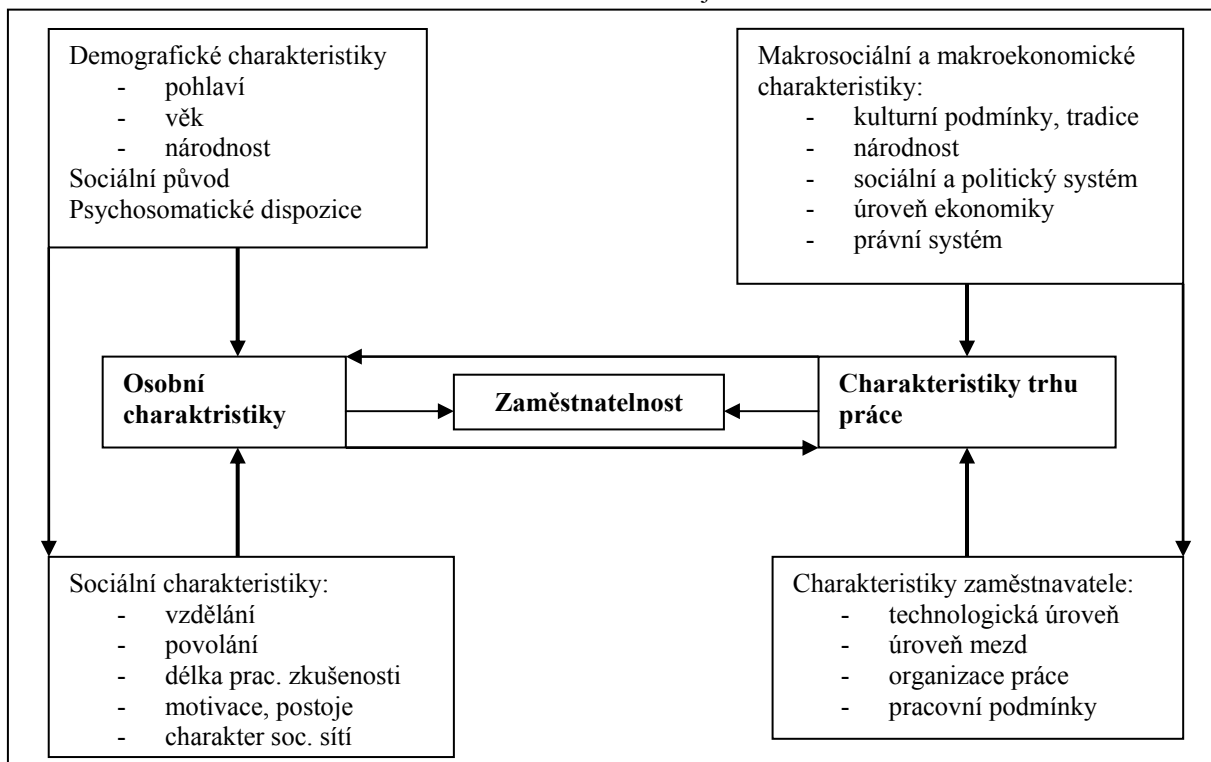 Demografické charakteristiky
- pohlaví
- věk
- národnost
Sociální původ
Psychosomatické dispozice
Makrosociální a makroekonomické
charakteristiky:
- kulturní podmínky, tradice
- národnost
- sociální a politický systém
- úroveň ekonomiky
- právní systém
Osobní
charaktristiky
Zaměstnatelnost
Charakteristiky trhu
práce
Sociální charakteristiky:
- vzdělání
- povolání
- délka prac. zkušenosti
- motivace, postoje
- charakter soc. sítí
Charakteristiky zaměstnavatele:
- technologická úroveň
- úroveň mezd
- organizace práce
- pracovní podmínky